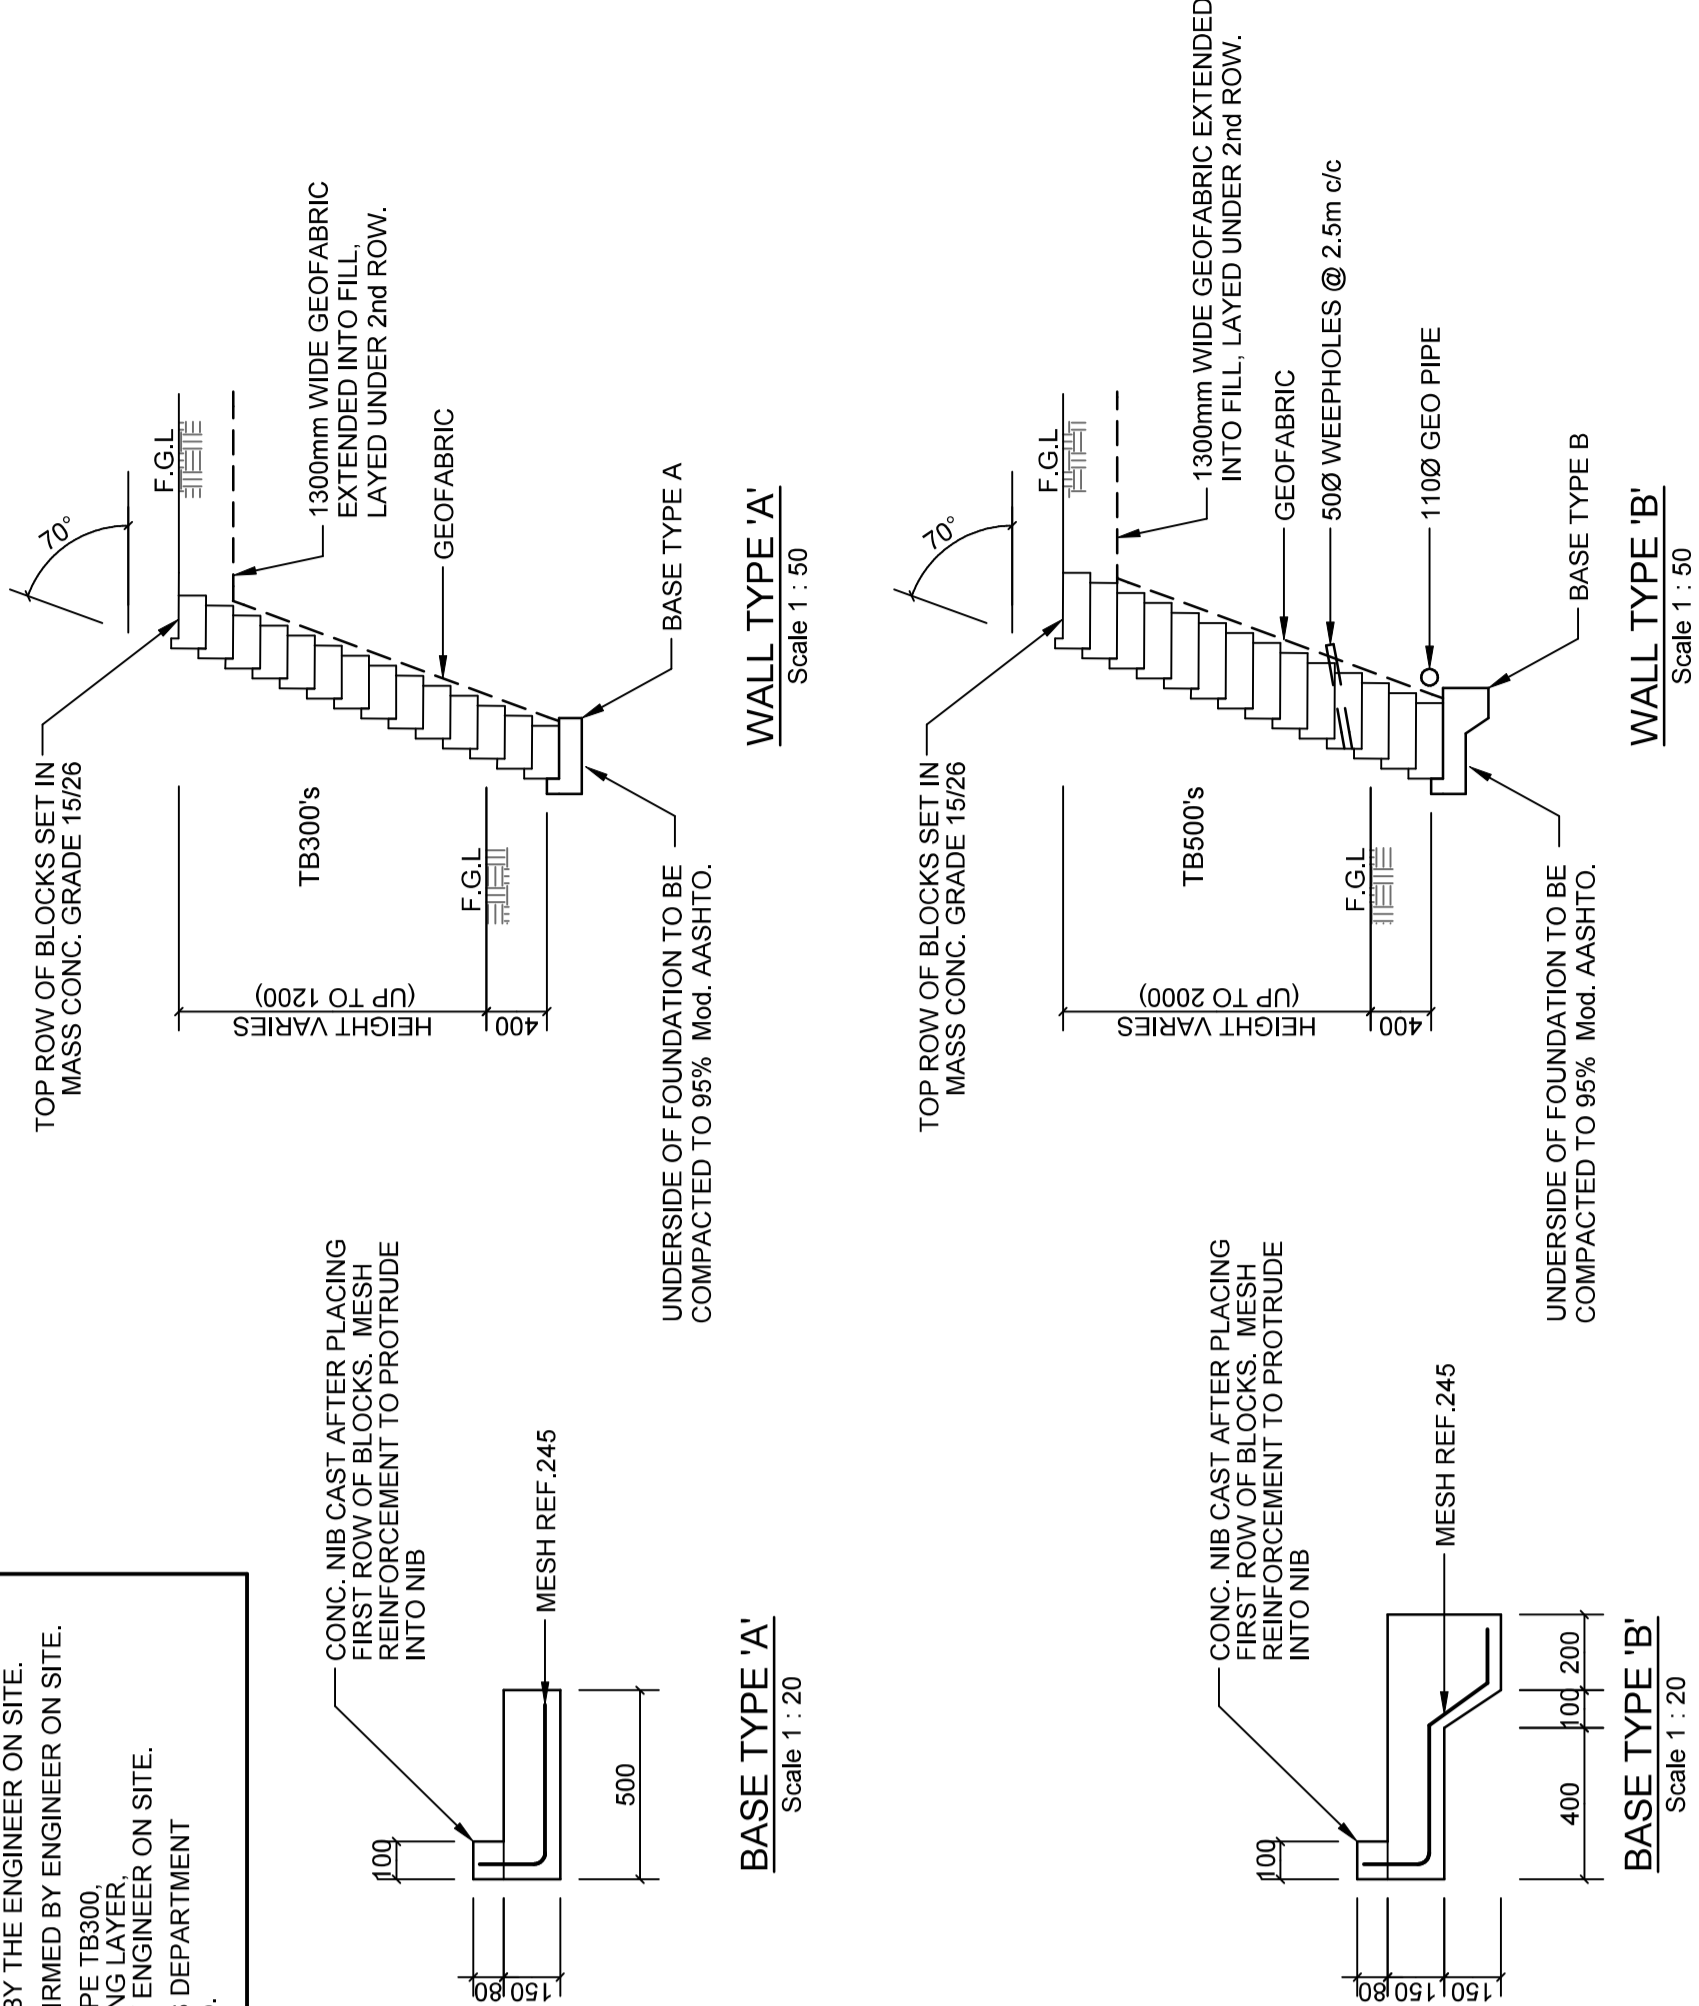 BY THE ENGINEER ON SITE.
IRMED BY ENGINEER ON SITE.
PE TB300,
NG LAYER,
ENGINEER ON SITE.
DEPARTMENT
CONC. NIB CAST AFTER PLACING
FIRST ROW OF BLOCKS. MESH
REINFORCEMENT TO PROTRUDE
INTO NIB
MESH REF.245
100
80
150
500
BASE TYPE 'A'
Scale 1 : 20
TOP ROW OF BLOCKS SET IN
MASS CONC. GRADE 15/26
70°
F.G.L
1300mm WIDE GEOFABRIC
EXTENDED INTO FILL,
LAYED UNDER 2nd ROW.
GEOFABRIC
TB300's
HEIGHT VARIES
(UP TO 1200)
400
F.G.L
BASE TYPE A
UNDERSIDE OF FOUNDATION TO BE
COMPACTED TO 95% Mod. AASHTO.
WALL TYPE 'A'
Scale 1 : 50
CONC. NIB CAST AFTER PLACING
FIRST ROW OF BLOCKS. MESH
REINFORCEMENT TO PROTRUDE
INTO NIB
MESH REF.245
100
80
150
150
400
100
200
BASE TYPE 'B'
Scale 1 : 20
TOP ROW OF BLOCKS SET IN
MASS CONC. GRADE 15/26
70°
F.G.L
1300mm WIDE GEOFABRIC EXTENDED
INTO FILL, LAYED UNDER 2nd ROW.
GEOFABRIC
50Ø WEEPHOLES @ 2.5m c/c
110Ø GEO PIPE
TB500's
HEIGHT VARIES
(UP TO 2000)
400
F.G.L
BASE TYPE B
UNDERSIDE OF FOUNDATION TO BE
COMPACTED TO 95% Mod. AASHTO.
WALL TYPE 'B'
Scale 1 : 50